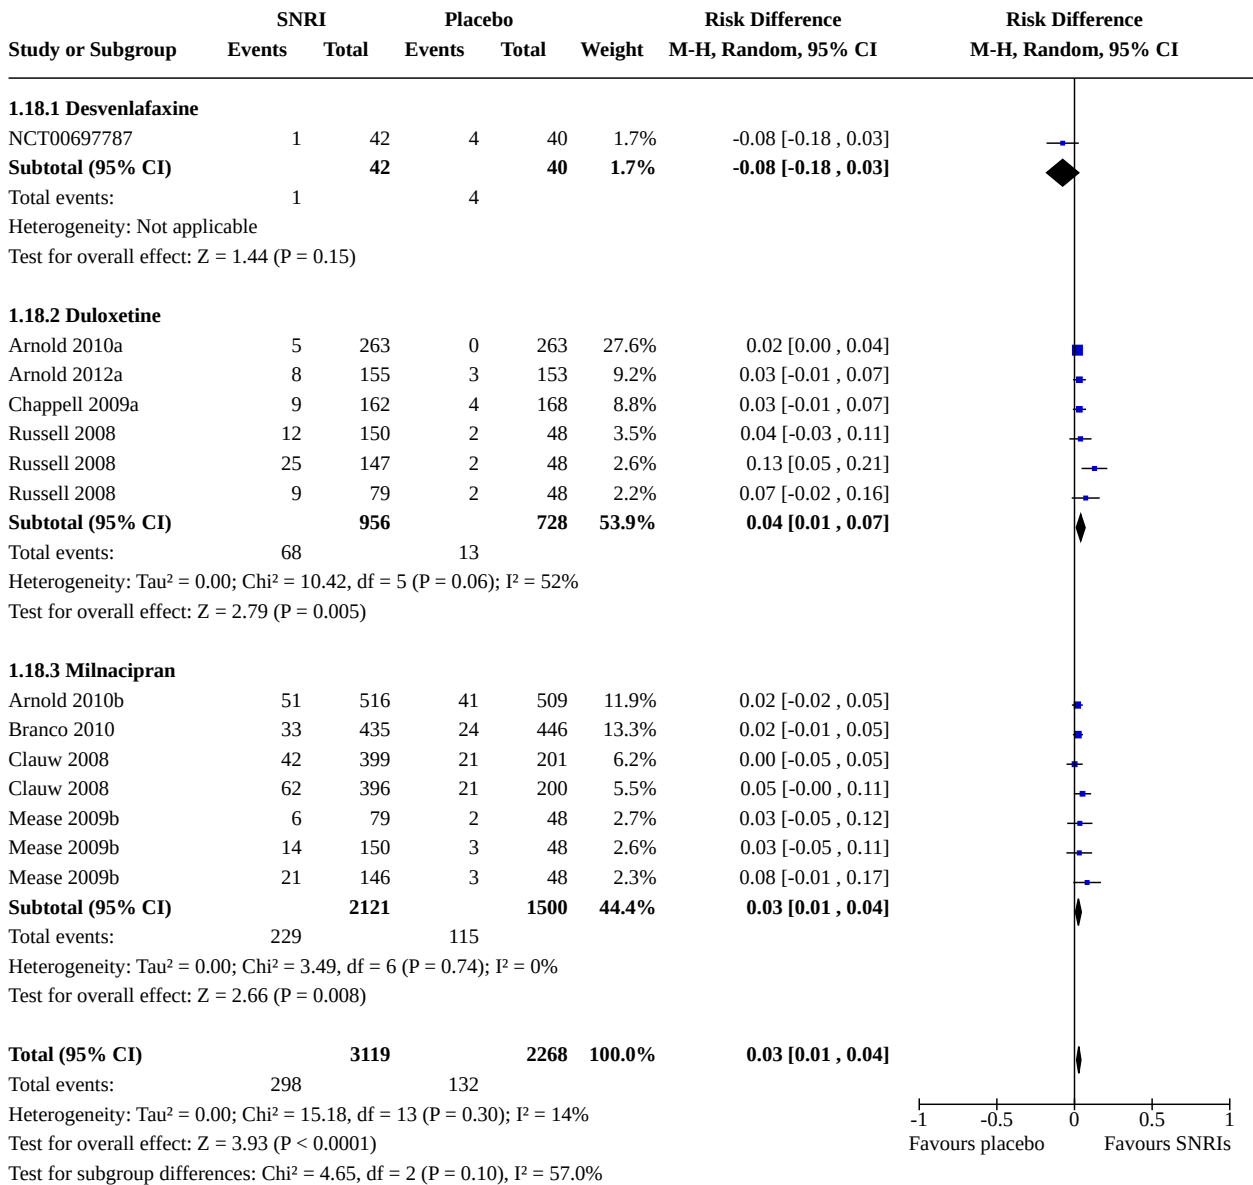 SNRI Placebo Risk Difference Risk Difference
Study or Subgroup Events Total Events Total Weight M-H, Random, 95% CI M-H, Random, 95% CI
1.18.1 Desvenlafaxine
NCT00697787 1 42 4 40 1.7% -0.08 [-0.18 , 0.03]
Subtotal (95% CI) 42 40 1.7% -0.08 [-0.18 , 0.03]
Total events: 1 4
Heterogeneity: Not applicable
Test for overall effect: Z = 1.44 (P = 0.15)
1.18.2 Duloxetine
Arnold 2010a 5 263 0 263 27.6% 0.02 [0.00 , 0.04]
Arnold 2012a 8 155 3 153 9.2% 0.03 [-0.01 , 0.07]
Chappell 2009a 9 162 4 168 8.8% 0.03 [-0.01 , 0.07]
Russell 2008 12 150 2 48 3.5% 0.04 [-0.03 , 0.11]
Russell 2008 25 147 2 48 2.6% 0.13 [0.05 , 0.21]
Russell 2008 9 79 2 48 2.2% 0.07 [-0.02 , 0.16]
Subtotal (95% CI) 956 728 53.9% 0.04 [0.01 , 0.07]
Total events: 68 13
Heterogeneity: Tau² = 0.00; Chi² = 10.42, df = 5 (P = 0.06); I² = 52%
Test for overall effect: Z = 2.79 (P = 0.005)
1.18.3 Milnacipran
Arnold 2010b 51 516 41 509 11.9% 0.02 [-0.02 , 0.05]
Branco 2010 33 435 24 446 13.3% 0.02 [-0.01 , 0.05]
Clauw 2008 42 399 21 201 6.2% 0.00 [-0.05 , 0.05]
Clauw 2008 62 396 21 200 5.5% 0.05 [-0.00 , 0.11]
Mease 2009b 6 79 2 48 2.7% 0.03 [-0.05 , 0.12]
Mease 2009b 14 150 3 48 2.6% 0.03 [-0.05 , 0.11]
Mease 2009b 21 146 3 48 2.3% 0.08 [-0.01 , 0.17]
Subtotal (95% CI) 2121 1500 44.4% 0.03 [0.01 , 0.04]
Total events: 229 115
Heterogeneity: Tau² = 0.00; Chi² = 3.49, df = 6 (P = 0.74); I² = 0%
Test for overall effect: Z = 2.66 (P = 0.008)
Total (95% CI) 3119 2268 100.0% 0.03 [0.01 , 0.04]
Total events: 298 132
Heterogeneity: Tau² = 0.00; Chi² = 15.18, df = 13 (P = 0.30); I² = 14%
Test for overall effect: Z = 3.93 (P < 0.0001)
Test for subgroup differences: Chi² = 4.65, df = 2 (P = 0.10), I² = 57.0%
-1 -0.5 0 0.5 1
Favours placebo Favours SNRIs